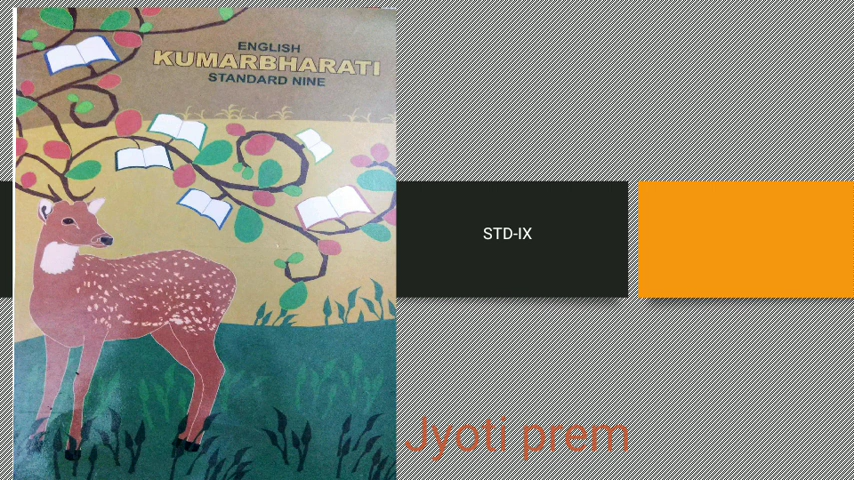 ENGLISH
KUMARBHARATI
STANDARD NINE
STD-IX
Jyoti prem